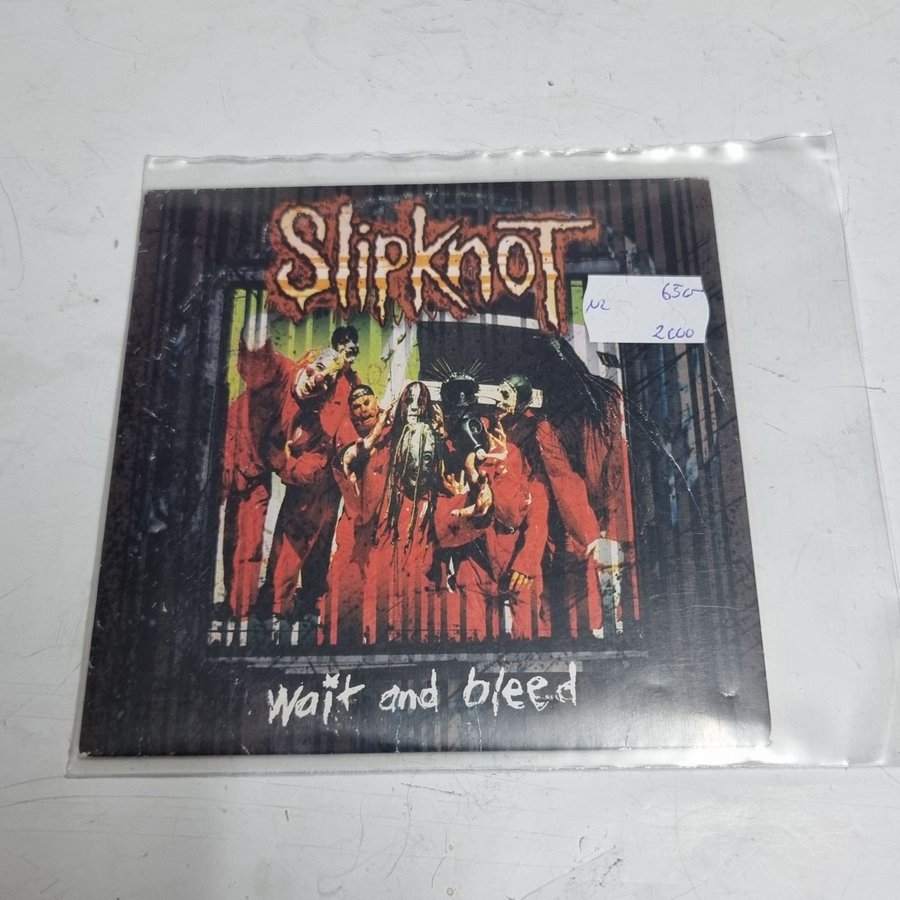 SlipKnoT
NZ 650
2000
Wait and bleed